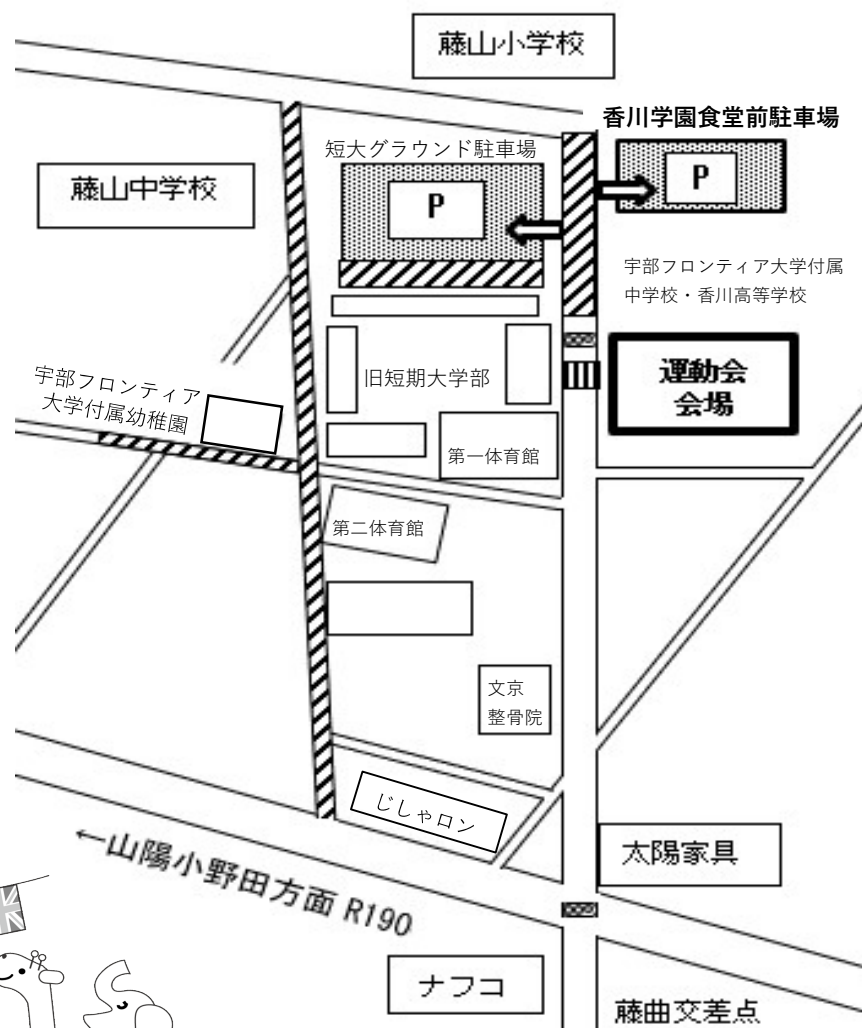 藤山小学校
香川学園食堂前駐車場
短大グラウンド駐車場
P
P
藤山中学校
宇部フロンティア大学付属
中学校・香川高等学校
運動会
会場
旧短期大学部
宇部フロンティア
大学付属幼稚園
第一体育館
第二体育館
文京
整骨院
じしゃロン
太陽家具
←山陽小野田方面 R190
ナフコ
藤曲交差点